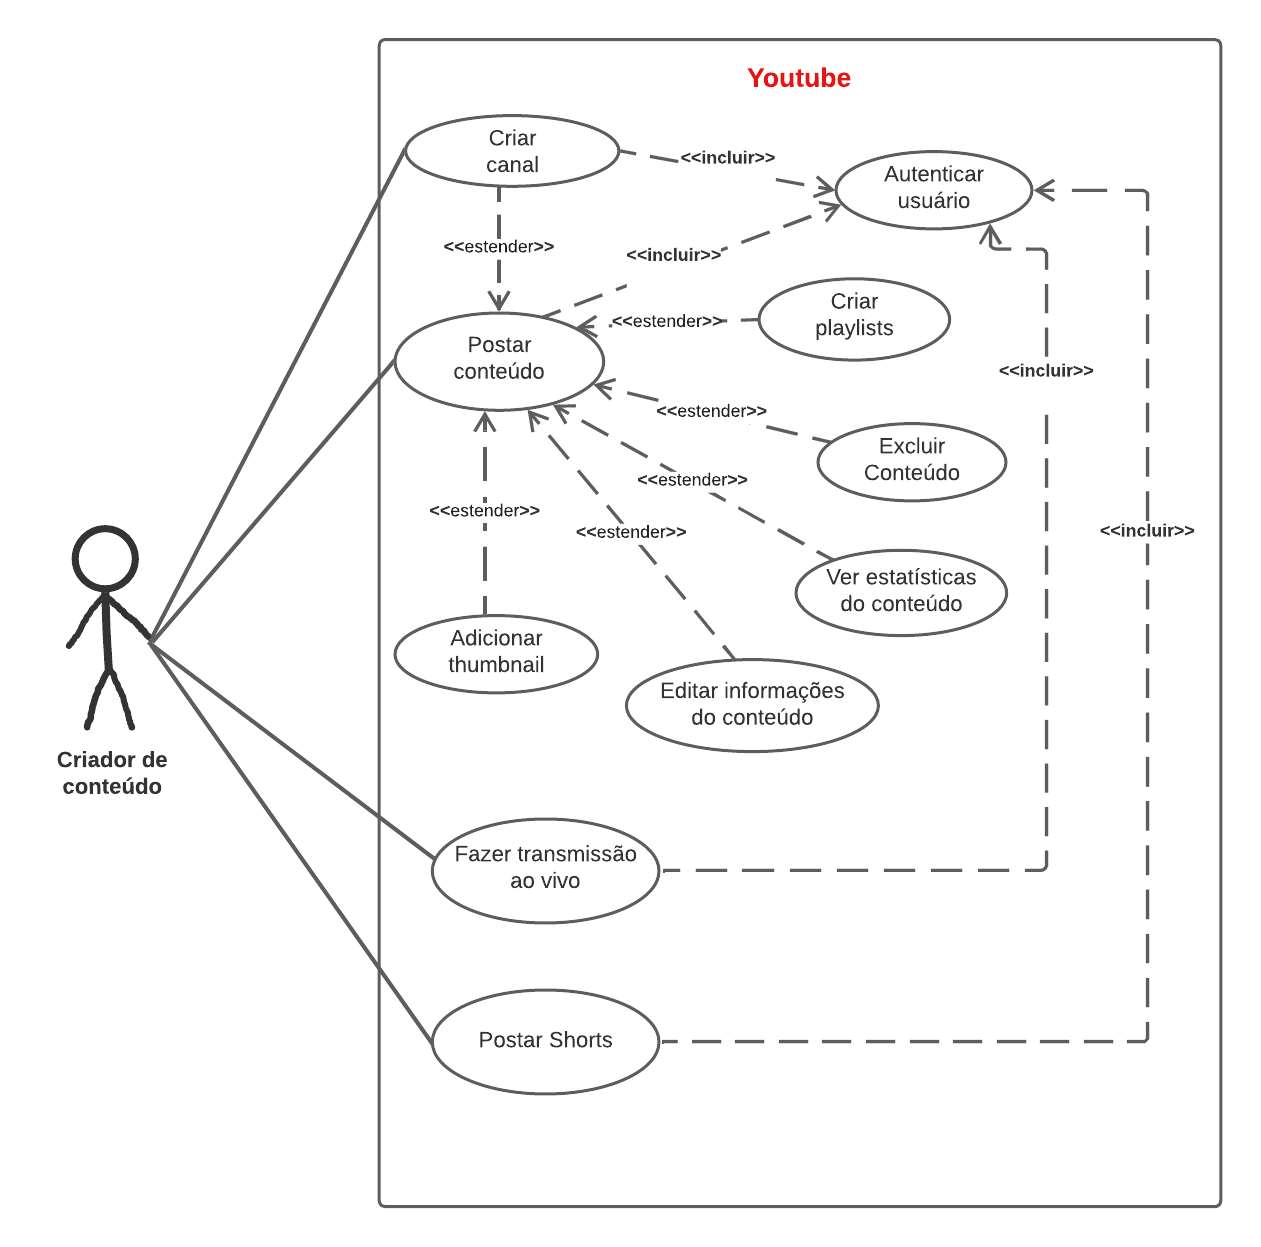 Youtube
Criar
canal
<<incluir>>
Autenticar
usuário
<<estender>>
<<incluir>>
Criar
playlists
<<estender>>
Postar
conteúdo
<<incluir>>
<<estender>>
Excluir
Conteúdo
<<estender>>
<<estender>>
<<estender>>
<<incluir>>
Ver estatísticas
do conteúdo
Adicionar
thumbnail
Editar informações
do conteúdo
Criador de
conteúdo
Fazer transmissão
ao vivo
Postar Shorts